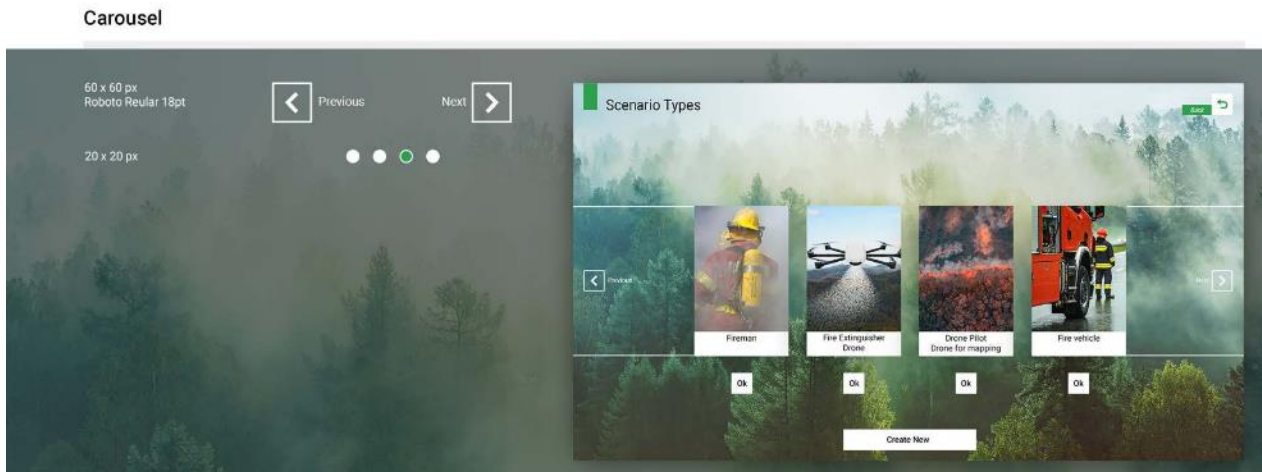 Carousel
60 x 60 px
Roboto Reular 18pt
Previous
Next
20 x 20 px
Scenario Types
Previous
Next
Fireman
Fire Extinguisher
Drone
Drone Pilot
Drone for mapping
Fire vehicle
Ok
Ok
Ok
Ok
Create New